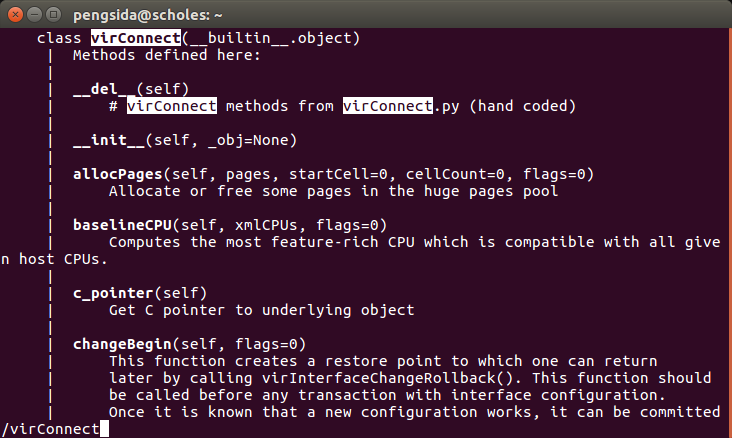 pengsida@scholes: ~
class virConnect(__builtin__.object)
 |  Methods defined here:
 |
 |  __del__(self)
 |      # virConnect methods from virConnect.py (hand coded)
 |
 |  __init__(self, _obj=None)
 |
 |  allocPages(self, pages, startCell=0, cellCount=0, flags=0)
 |      Allocate or free some pages in the huge pages pool
 |
 |  baselineCPU(self, xmlCPUs, flags=0)
 |      Computes the most feature-rich CPU which is compatible with all give
n host CPUs.
 |
 |  c_pointer(self)
 |      Get C pointer to underlying object
 |
 |  changeBegin(self, flags=0)
 |      This function creates a restore point to which one can return
 |      later by calling virInterfaceChangeRollback(). This function should
 |      be called before any transaction with interface configuration.
 |      Once it is known that a new configuration works, it can be committed
/virConnect